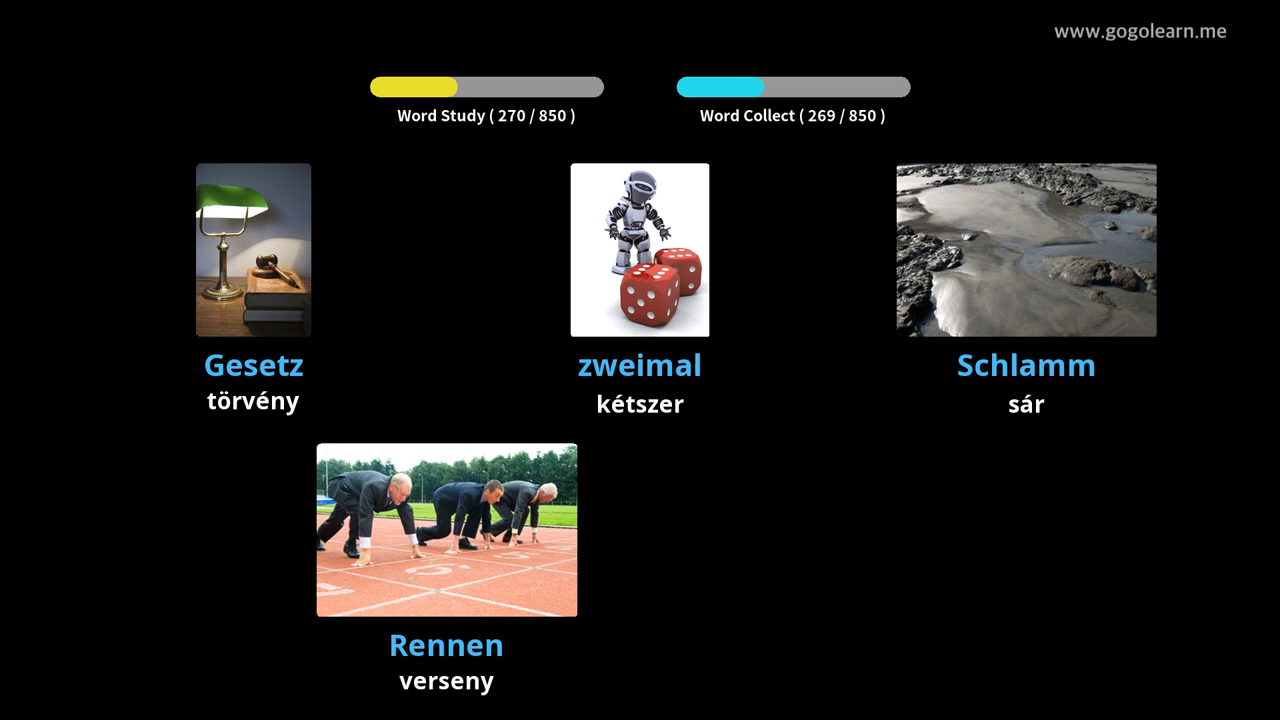 www.gogolearn.me
Word Study ( 270 / 850 )
Word Collect ( 269 / 850 )
Gesetz
törvény
zweimal
kétszer
Schlamm
sár
Rennen
verseny